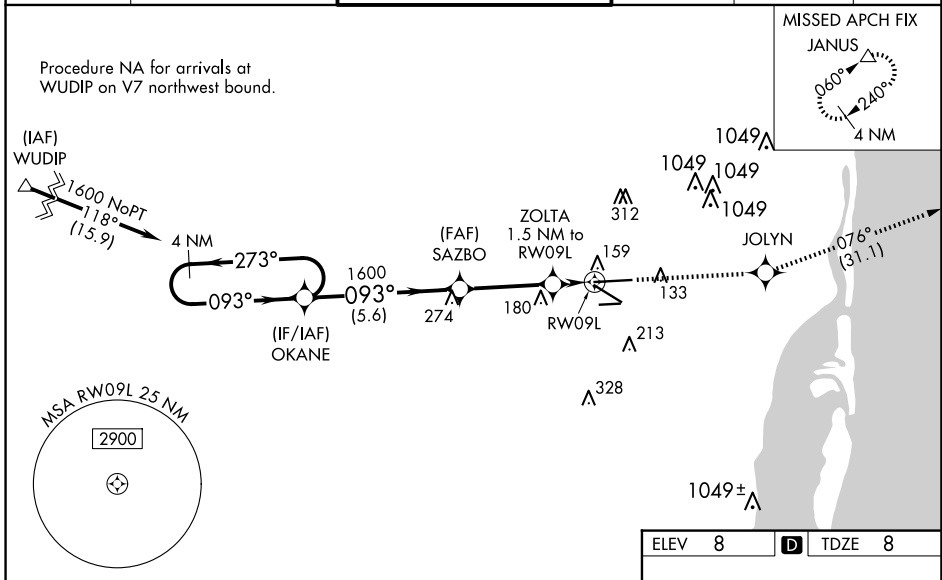 MISSED APCH FIX
JANUS
060°
240°
4 NM
Procedure NA for arrivals at
WUDIP on V7 northwest bound.
(IAF)
WUDIP
1600 NoPT
118°
(15.9)
4 NM
273°
093°
(IF/IAF)
OKANE
1600
093°
(5.6)
(FAF)
SAZBO
274
ZOLTA
1.5 NM to
RW09L
180
RW09L
312
159
133
213
328
1049
1049
1049
1049
JOLYN
076°
(31.1)
1049±
MSA RW09L 25 NM
2900
ELEV 8 D TDZE 8